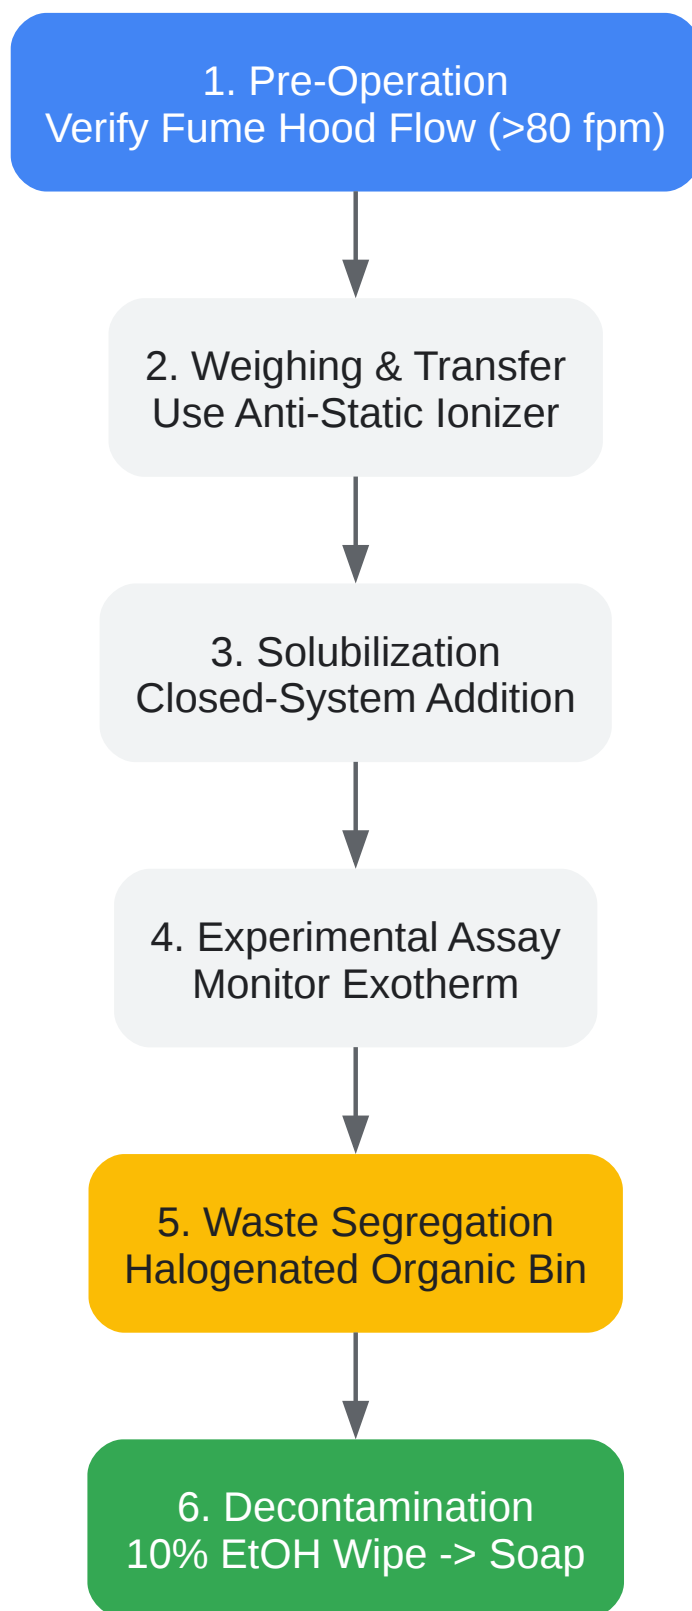 1. Pre-Operation
Verify Fume Hood Flow (>80 fpm)
2. Weighing & Transfer
Use Anti-Static Ionizer
3. Solubilization
Closed-System Addition
4. Experimental Assay
Monitor Exotherm
5. Waste Segregation
Halogenated Organic Bin
6. Decontamination
10% EtOH Wipe -> Soap